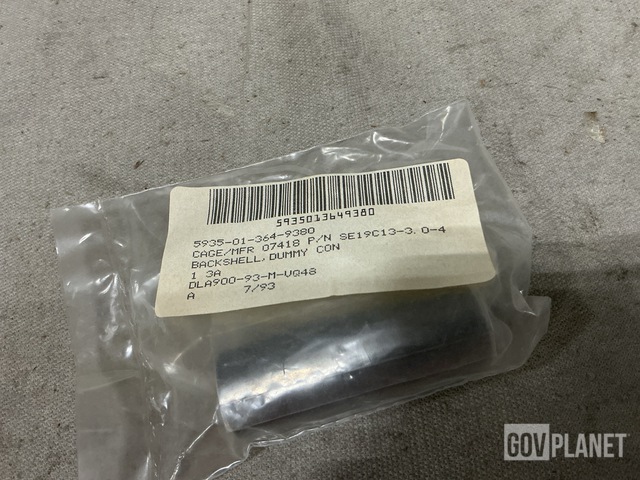 5935013649380
5935-01-364-9380
CAGE/MFR 07418 P/N SE19C13-3.0-4
BACKSHELL,DUMMY CON
1 3A
DLA900-93-M-VQ48
A 7/93
GOVPLANET